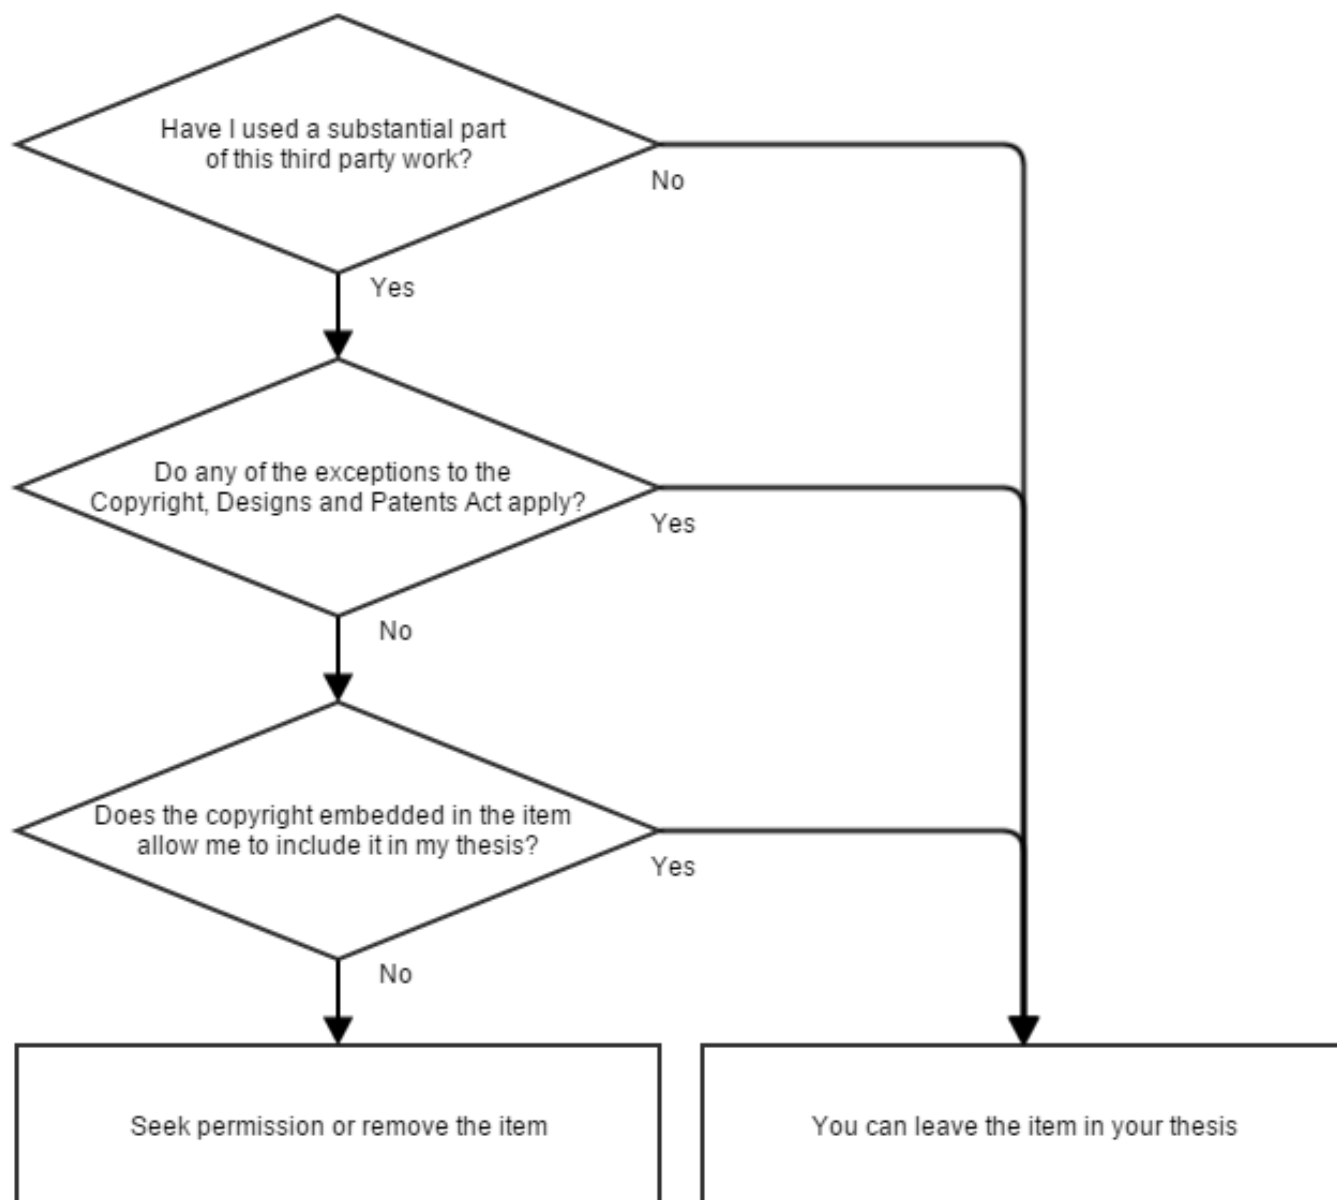 Have I used a substantial part
of this third party work?
No
Yes
Do any of the exceptions to the
Copyright, Designs and Patents Act apply?
Yes
No
Does the copyright embedded in the item
allow me to include it in my thesis?
Yes
No
Seek permission or remove the item
You can leave the item in your thesis